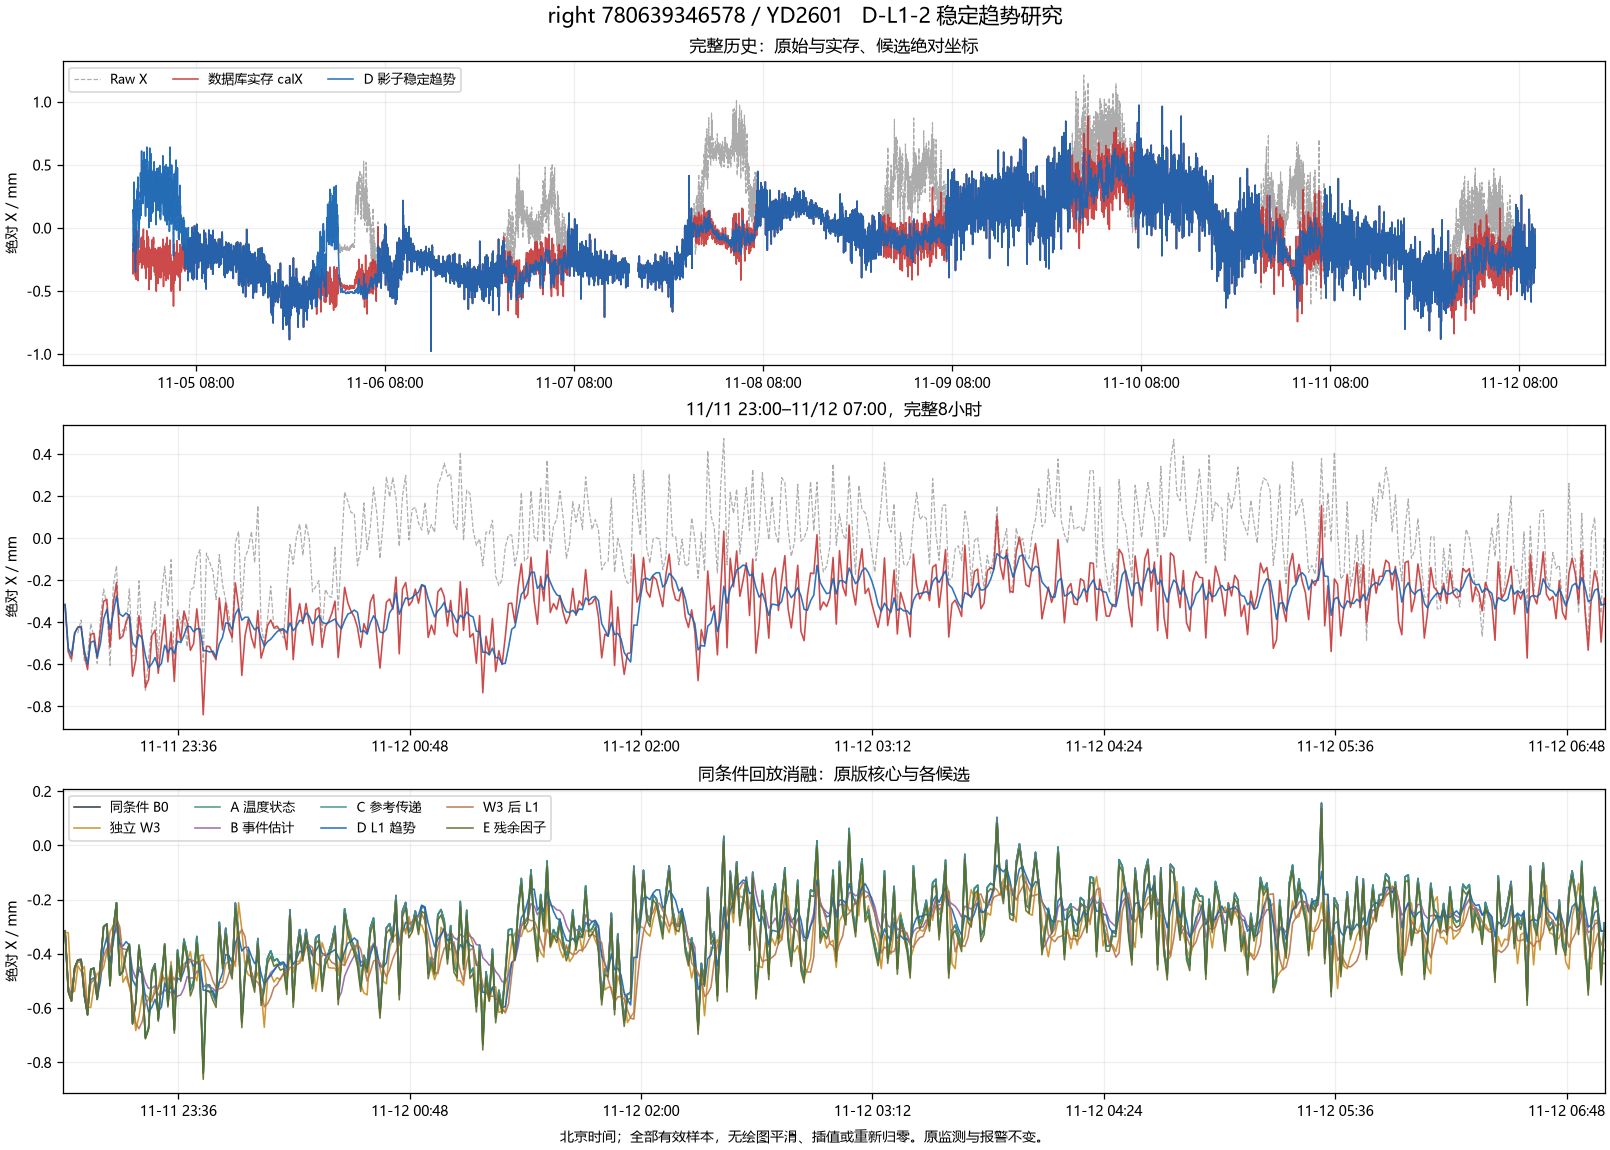 right 780639346578 / YD2601 D-L1-2 稳定趋势研究
完整历史：原始与实存、候选绝对坐标
Raw X 数据库实存 calX D 影子稳定趋势
绝对 X / mm
1.0
0.5
0.0
-0.5
-1.0
11-05 08:00 11-06 08:00 11-07 08:00 11-08 08:00 11-09 08:00 11-10 08:00 11-11 08:00 11-12 08:00
11/11 23:00–11/12 07:00，完整8小时
绝对 X / mm
0.4
0.2
0.0
-0.2
-0.4
-0.6
-0.8
11-11 23:36 11-12 00:48 11-12 02:00 11-12 03:12 11-12 04:24 11-12 05:36 11-12 06:48
同条件回放消融：原版核心与各候选
同条件 B0 A 温度状态 C 参考传递 W3 后 L1
独立 W3 B 事件估计 D L1 趋势 E 残余因子
绝对 X / mm
0.2
0.0
-0.2
-0.4
-0.6
-0.8
11-11 23:36 11-12 00:48 11-12 02:00 11-12 03:12 11-12 04:24 11-12 05:36 11-12 06:48
北京时间；全部有效样本，无绘图平滑、插值或重新归零。原监测与报警不变。